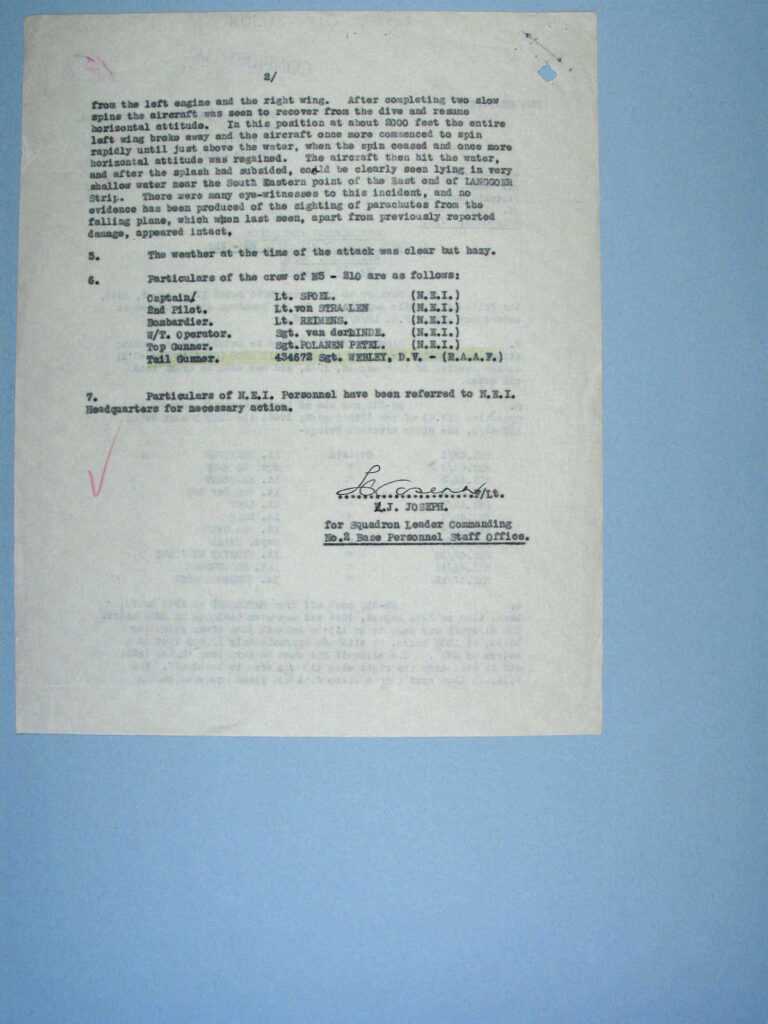 2/
from the left engine and the right wing. After completing two slow
spins the aircraft was seen to recover from the dive and resume
horizontal attitude. In this position at about 2000 feet the entire
left wing broke away and the aircraft once more commenced to spin
rapidly until just above the water, when the spin ceased and once more
horizontal attitude was regained. The aircraft then hit the water,
and after the splash had subsided, could be clearly seen lying in very
shallow water near the South Eastern point of the East end of LANGGOER
Strip. There were many eye-witnesses to this incident, and no
evidence has been produced of the sighting of parachutes from the
falling plane, which when last seen, apart from previously reported
damage, appeared intact.
5. The weather at the time of the attack was clear but hazy.
6. Particulars of the crew of N5 - 210 are as follows:
Captain/ Lt. SPOEL. (N.E.I.)
2nd Pilot. Lt.von STRAALEN (N.E.I.)
Bombardier. Lt. REIMENS. (N.E.I.)
W/T. Operator. Sgt. van derLINDE. (N.E.I.)
Top Gunner. Sgt.POLANEN PETEL. (N.E.I.)
Tail Gunner. 434672 Sgt. WEBLEY, D.V. - (R.A.A.F.)
7. Particulars of N.E.I. Personnel have been referred to N.E.I.
Headquarters for necessary action.
/Lt.
J. JOSEPH.
for Squadron Leader Commanding
No.2 Base Personnel Staff Office.